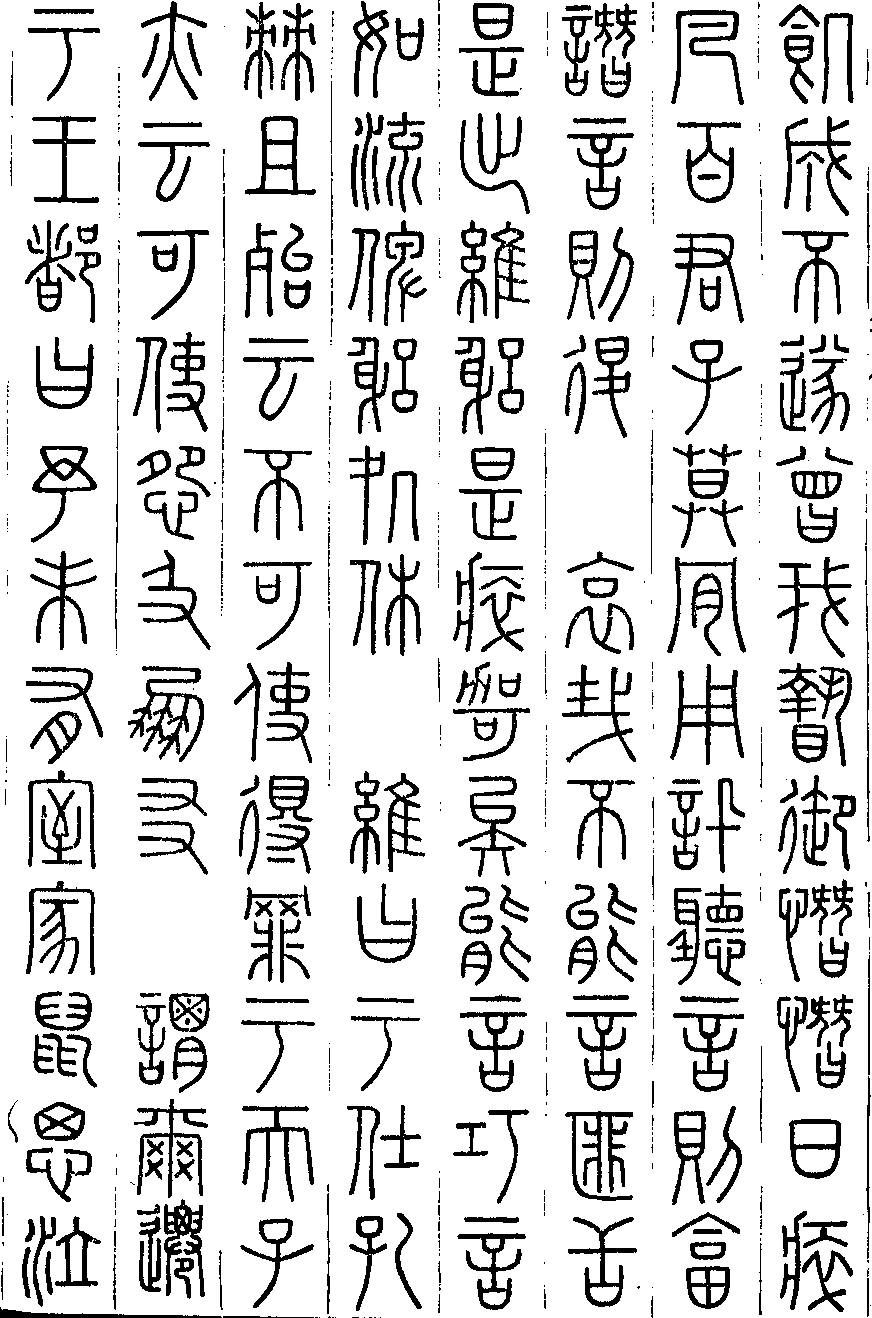 飢成不遂曾我暬御憯憯日瘁
凡百君子莫肯用訊聽言則畣
譖言則退　哀哉不能言匪舌
是出維躬是瘁哿矣能言巧言
如流俾躬処休　維曰于仕孔
棘且殆云不可使得罪于天子
亦云可使怨及朋友　謂爾遷
于王都曰予未有室家鼠思泣